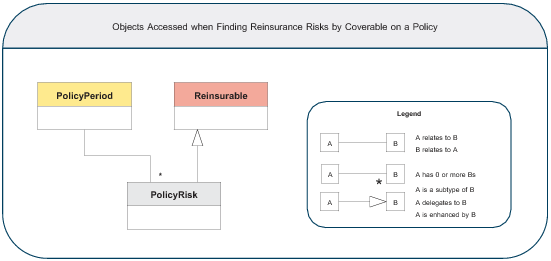 Objects Accessed when Finding Reinsurance Risks by Coverable on a Policy
PolicyPeriod
Reinsurable
*
PolicyRisk
Legend
A
B
A relates to B
B relates to A
A
B
*
A has 0 or more Bs
A
B
A is a subtype of B
A delegates to B
A is enhanced by B